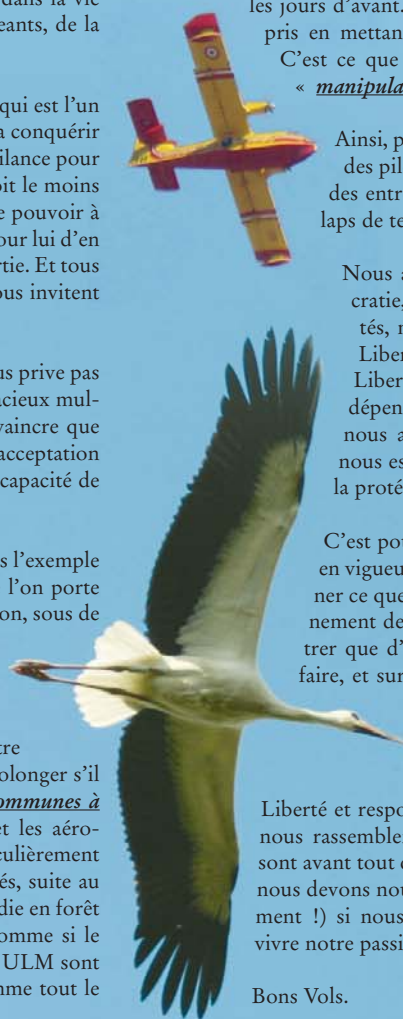 dans la vie
eants, de la
qui est l'un
a conquérir
ilance pour
oit le moins
e pouvoir à
our lui d'en
rtie. Et tous
ous invitent
us prive pas
acieux mul-
vaincre que
acceptation
capacité de
s l'exemple
l'on porte
on, sous de
tre
olonger s'il
ommunes à
et les aéro-
culièrement
és, suite au
die en forêt
omme si le
ULM sont
me tout le
les jours d'avant.
pris en mettan
C'est ce que
« manipula
Ainsi, p
des pil
des entr
laps de te
Nous a
cratie,
tés, n
Liber
Liber
dépen
nous a
nous es
la proté
C'est pou
en vigueu
ner ce que
nement de
trer que d'
faire, et sur
Liberté et respo
nous rassemble
sont avant tout d
nous devons nou
ment !) si nous
vivre notre passi
Bons Vols.